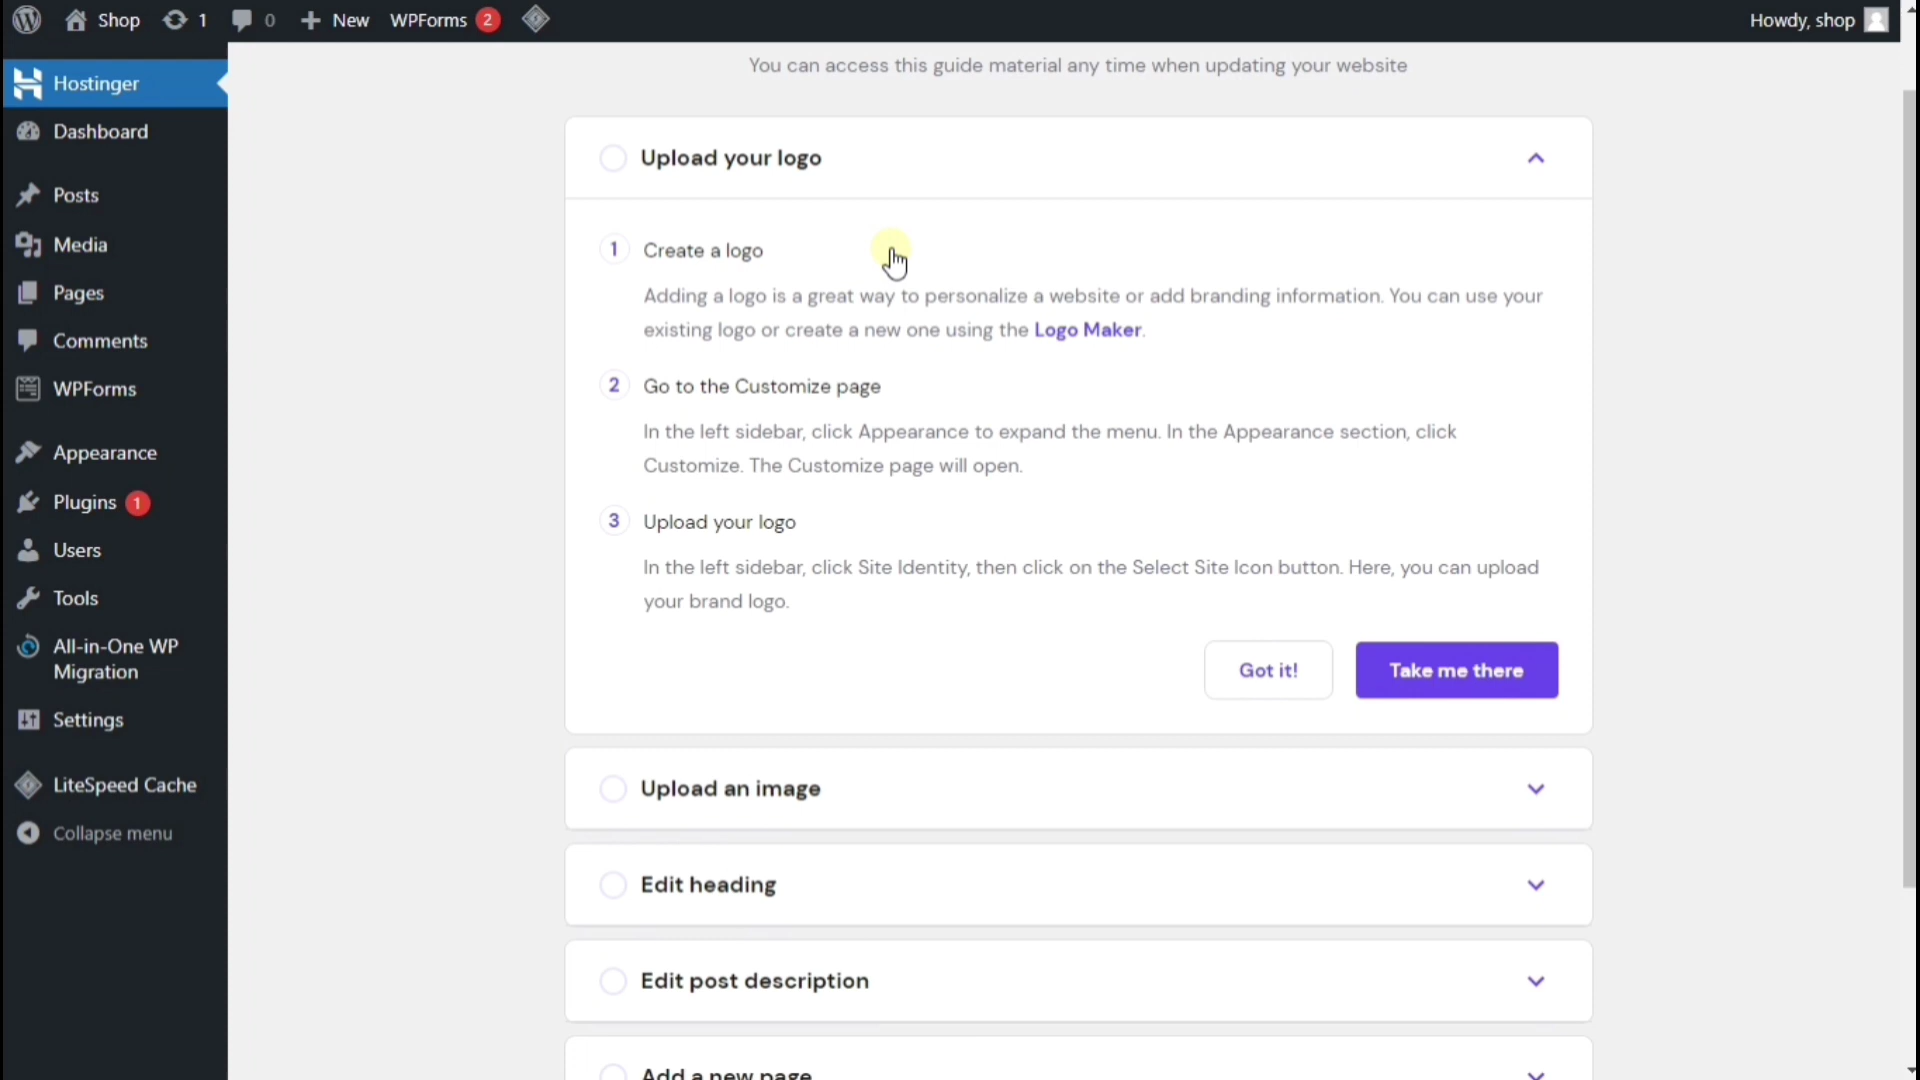 Shop 1 0 New WPForms 2
Howdy, shop
Hostinger
Dashboard
Posts
Media
Pages
Comments
WPForms
Appearance
Plugins 1
Users
Tools
All-in-One WP
Migration
Settings
LiteSpeed Cache
Collapse menu
You can access this guide material any time when updating your website
Upload your logo
1 Create a logo
Adding a logo is a great way to personalize a website or add branding information. You can use your
existing logo or create a new one using the Logo Maker.
2 Go to the Customize page
In the left sidebar, click Appearance to expand the menu. In the Appearance section, click
Customize. The Customize page will open.
3 Upload your logo
In the left sidebar, click Site Identity, then click on the Select Site Icon button. Here, you can upload
your brand logo.
Got it! Take me there
Upload an image
Edit heading
Edit post description
Add a new page